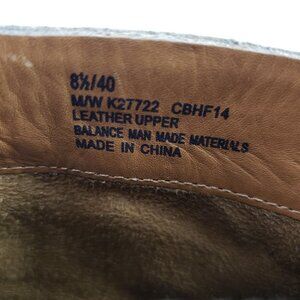 8½/40
M/W K27722 CBHF14
LEATHER UPPER
BALANCE MAN MADE MATERIALS
MADE IN CHINA